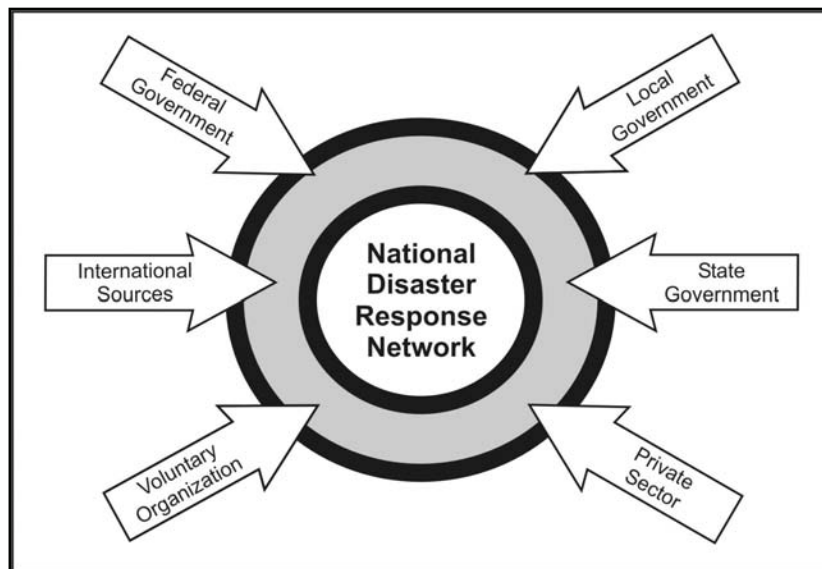 Federal
Government
Local
Government
International
Sources
National
Disaster
Response
Network
State
Government
Voluntary
Organization
Private
Sector